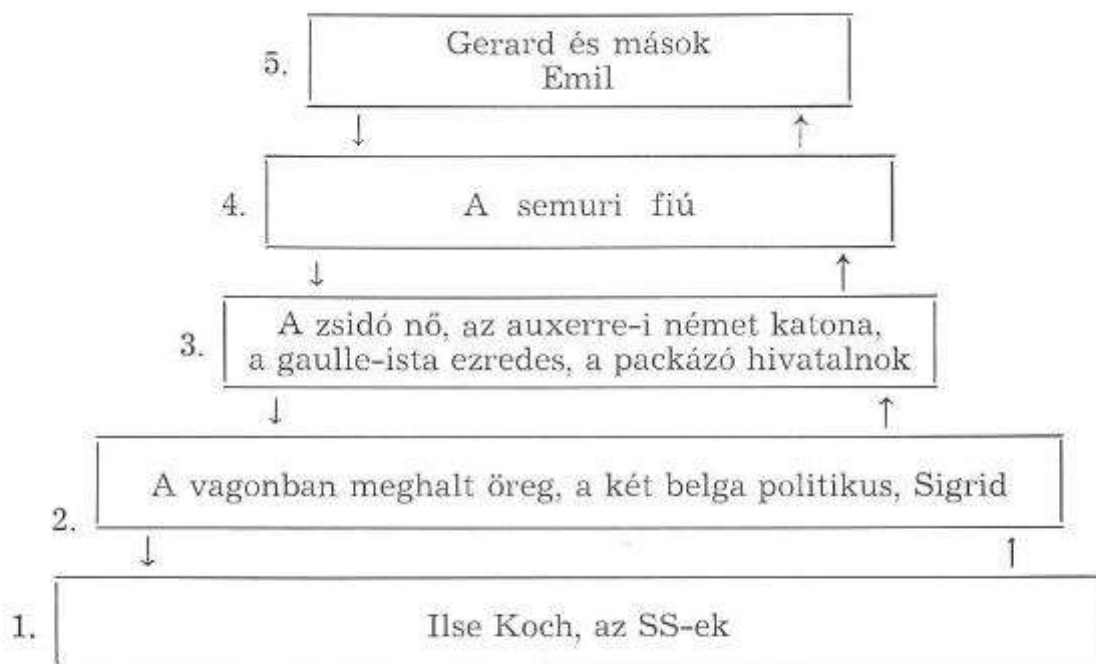 5.
Gerard és mások
Emil
↓ ↑
4.
A semuri fiú
↓ ↑
3.
A zsidó nő, az auxerre-i német katona,
a gaulle-ista ezredes, a packázó hivatalnok
↓ ↑
2.
A vagonban meghalt öreg, a két belga politikus, Sigrid
↓ ↑
1.
Ilse Koch, az SS-ek